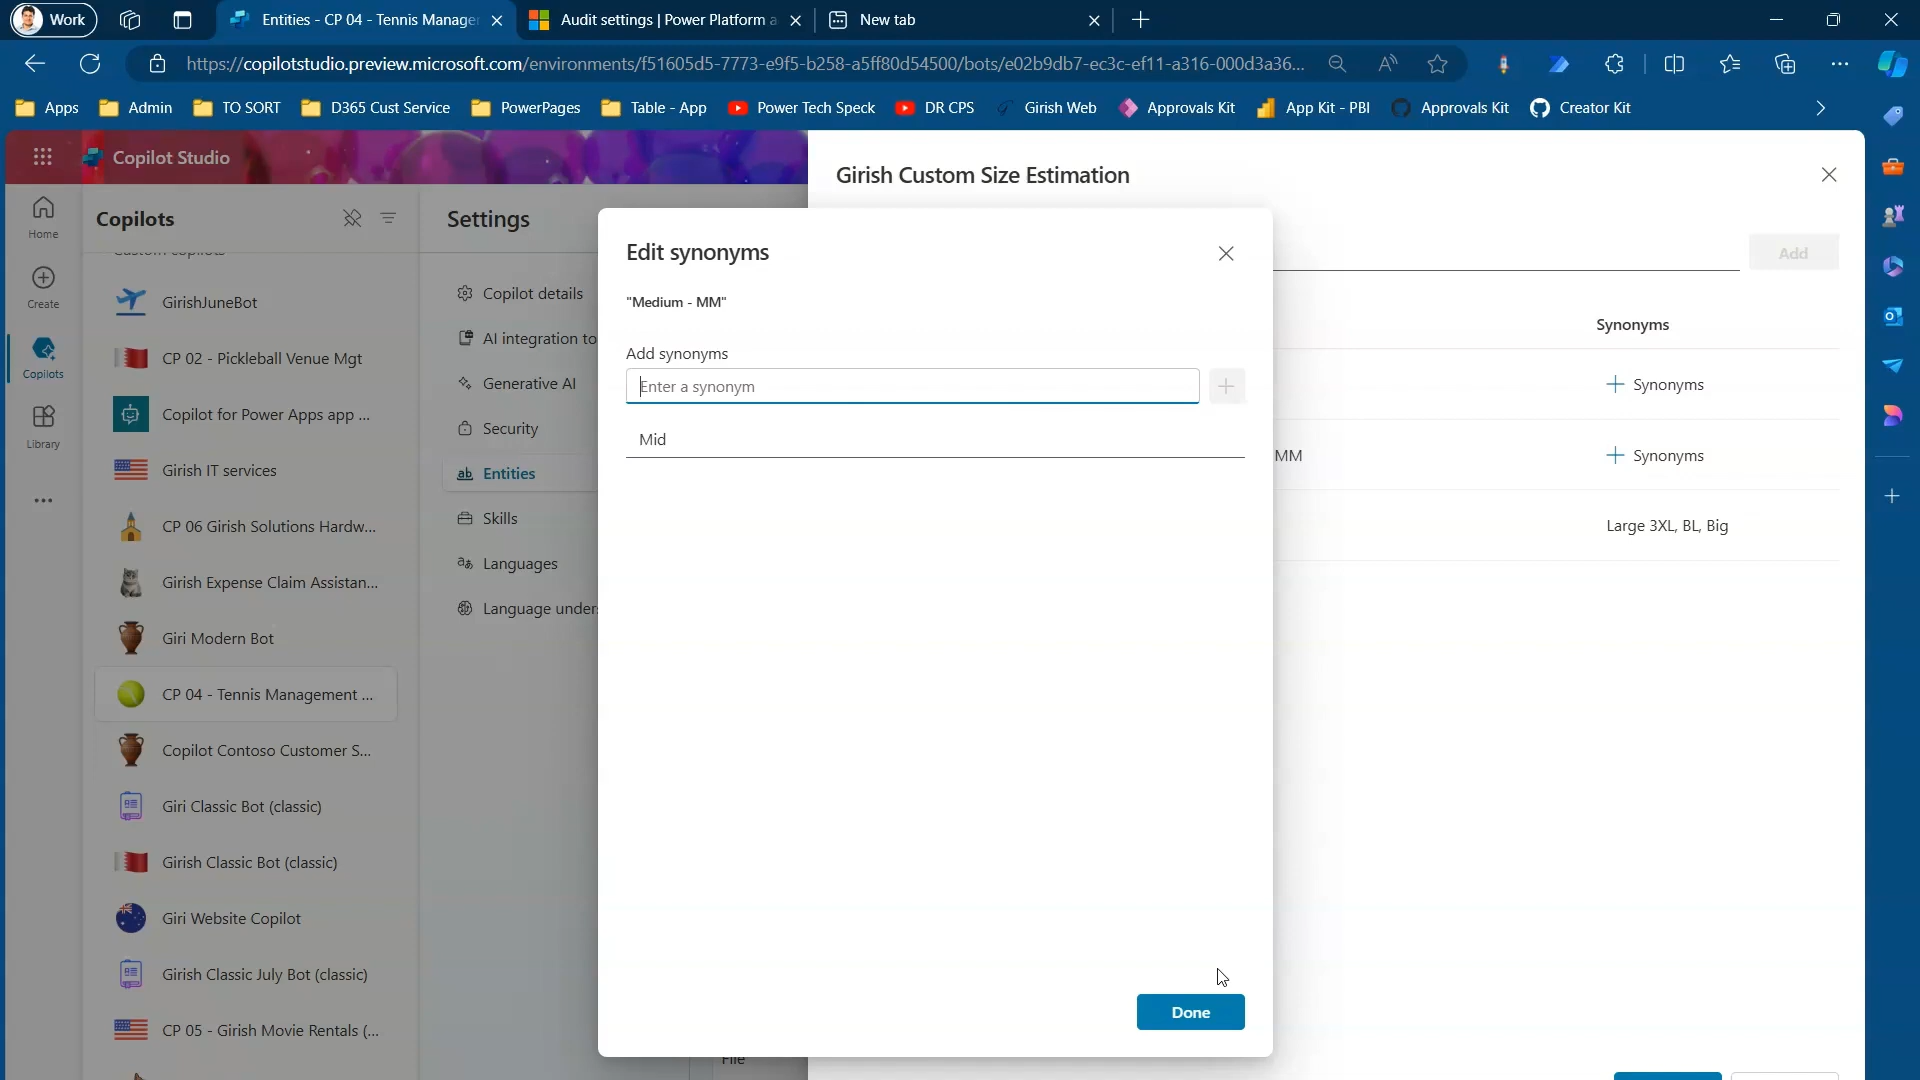 Work
Entities - CP 04 - Tennis Manage
Audit settings | Power Platform a
New tab
https://copilotstudio.preview.microsoft.com/environments/f51605d5-7773-e9f5-b258-a5ff80d54500/bots/e02b9db7-ec3c-ef11-a316-000d3a36...
Apps
Admin
TO SORT
D365 Cust Service
PowerPages
Table - App
Power Tech Speck
DR CPS
Girish Web
Approvals Kit
App Kit - PBI
Approvals Kit
Creator Kit
Copilot Studio
Girish Custom Size Estimation
Home
Create
Copilots
Library
Copilots
Custom copilots
GirishJuneBot
CP 02 - Pickleball Venue Mgt
Copilot for Power Apps app ...
Girish IT services
CP 06 Girish Solutions Hardw...
Girish Expense Claim Assistan...
Giri Modern Bot
CP 04 - Tennis Management ...
Copilot Contoso Customer S...
Giri Classic Bot (classic)
Girish Classic Bot (classic)
Giri Website Copilot
Girish Classic July Bot (classic)
CP 05 - Girish Movie Rentals (...
Settings
Copilot details
AI integration to
Generative AI
Security
Entities
Skills
Languages
Language under
Edit synonyms
"Medium - MM"
Add synonyms
Enter a synonym
Mid
Done
File
Add
Synonyms
Synonyms
MM
Synonyms
Large 3XL, BL, Big